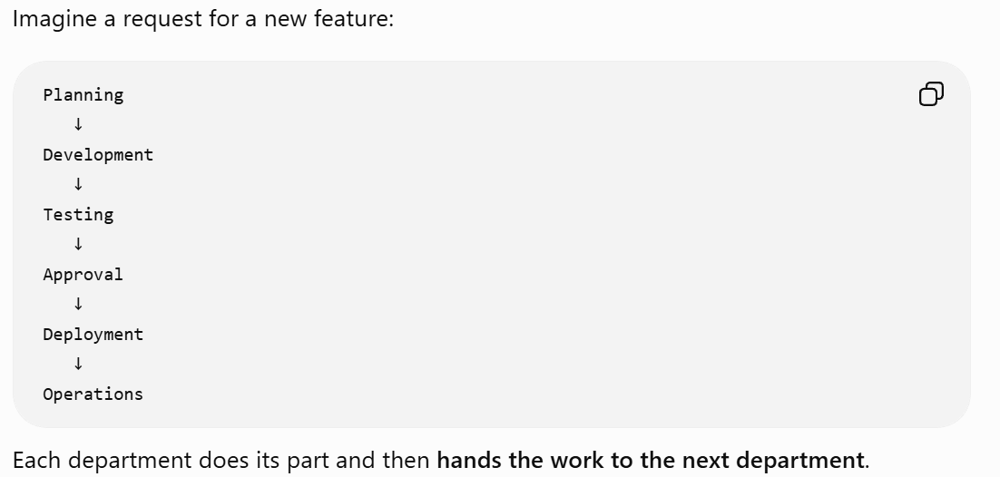 Imagine a request for a new feature:
Planning
↓
Development
↓
Testing
↓
Approval
↓
Deployment
↓
Operations
Each department does its part and then hands the work to the next department.